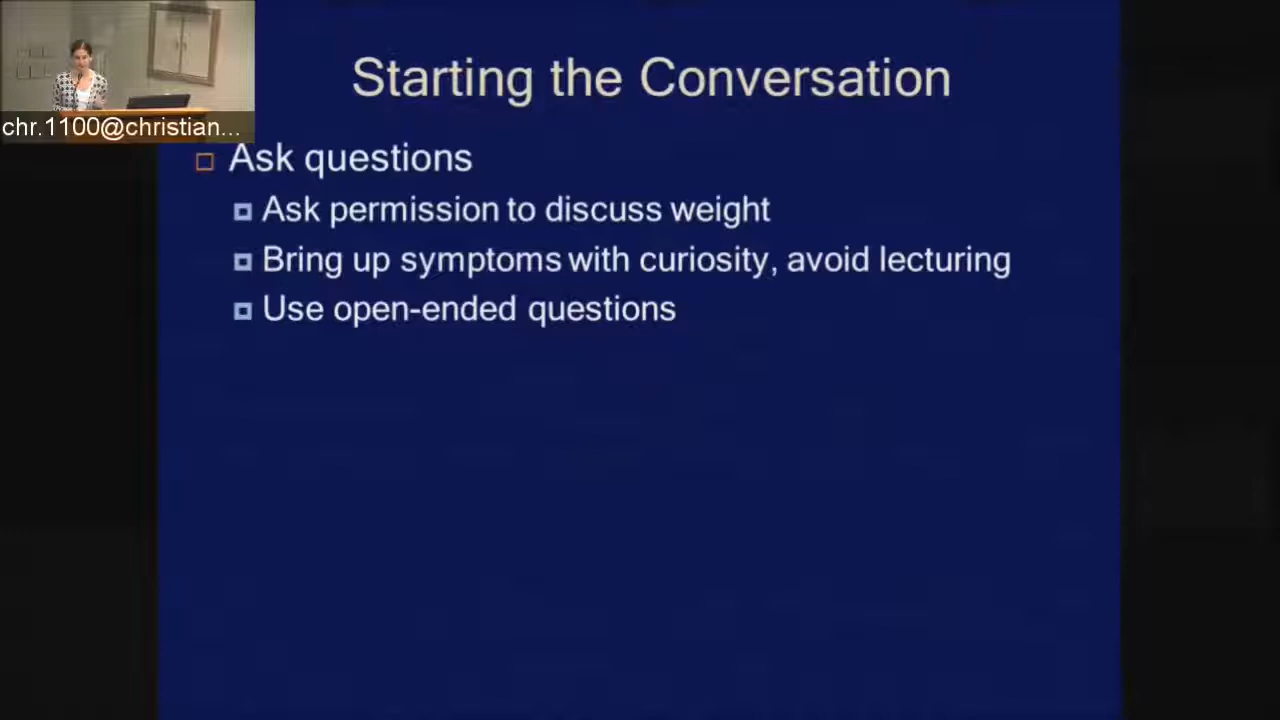 Starting the Conversation
chr.1100@christian...
Ask questions
Ask permission to discuss weight
Bring up symptoms with curiosity, avoid lecturing
Use open-ended questions